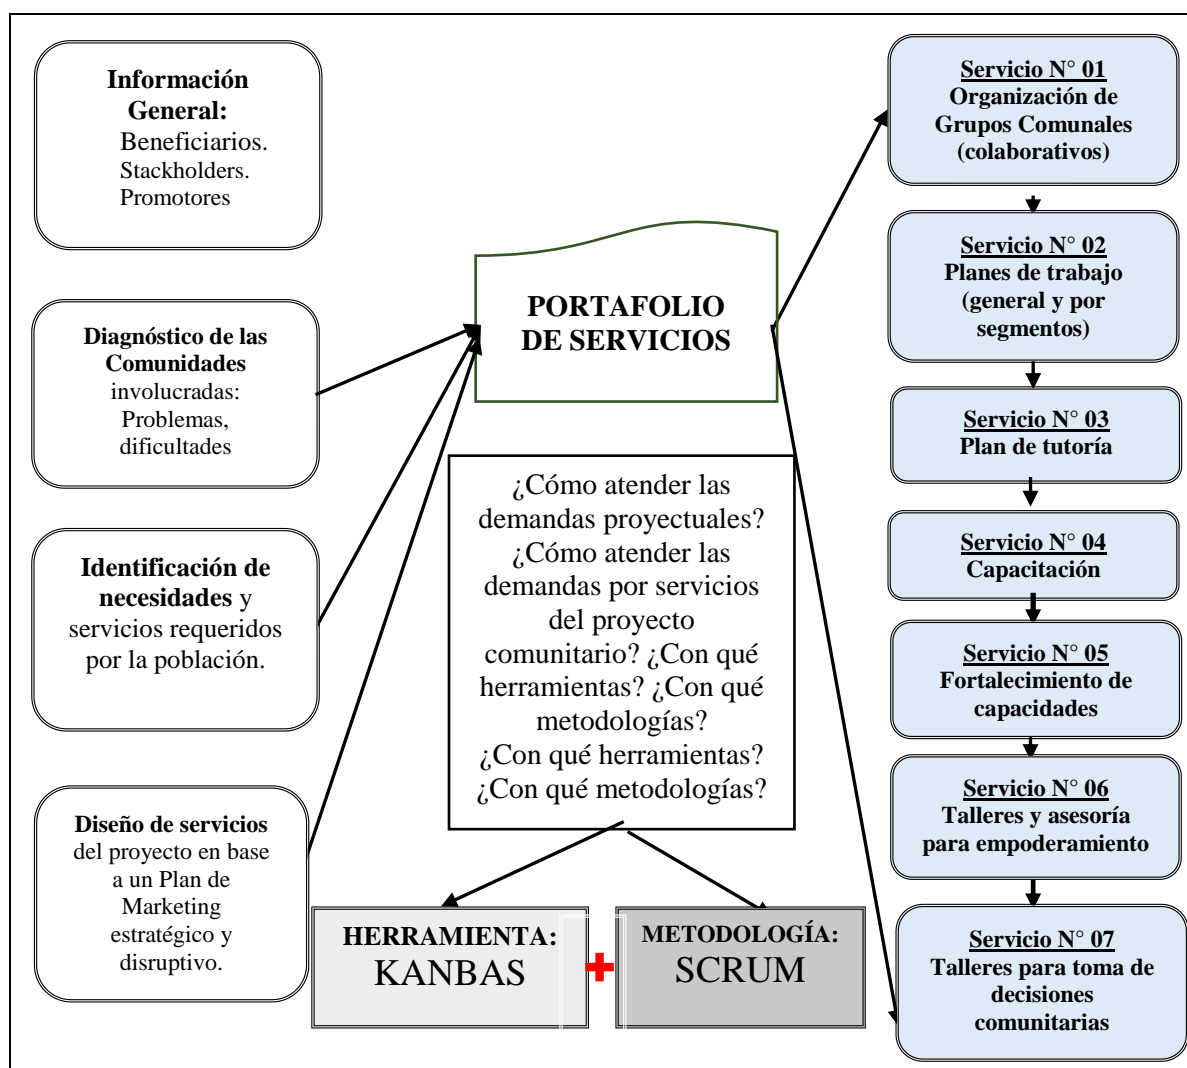 Información
General:
Beneficiarios.
Stackholders.
Promotores
Diagnóstico de las
Comunidades
involucradas:
Problemas,
dificultades
Identificación de
necesidades y
servicios requeridos
por la población.
Diseño de servicios
del proyecto en base
a un Plan de
Marketing
estratégico y
disruptivo.
PORTAFOLIO
DE SERVICIOS
¿Cómo atender las
demandas proyectuales?
¿Cómo atender las
demandas por servicios
del proyecto
comunitario? ¿Con qué
herramientas? ¿Con qué
metodologías?
¿Con qué herramientas?
¿Con qué metodologías?
HERRAMIENTA:
KANBAS
METODOLOGÍA:
SCRUM
Servicio N° 01
Organización de
Grupos Comunales
(colaborativos)
Servicio N° 02
Planes de trabajo
(general y por
segmentos)
Servicio N° 03
Plan de tutoría
Servicio N° 04
Capacitación
Servicio N° 05
Fortalecimiento de
capacidades
Servicio N° 06
Talleres y asesoría
para empoderamiento
Servicio N° 07
Talleres para toma de
decisiones
comunitarias